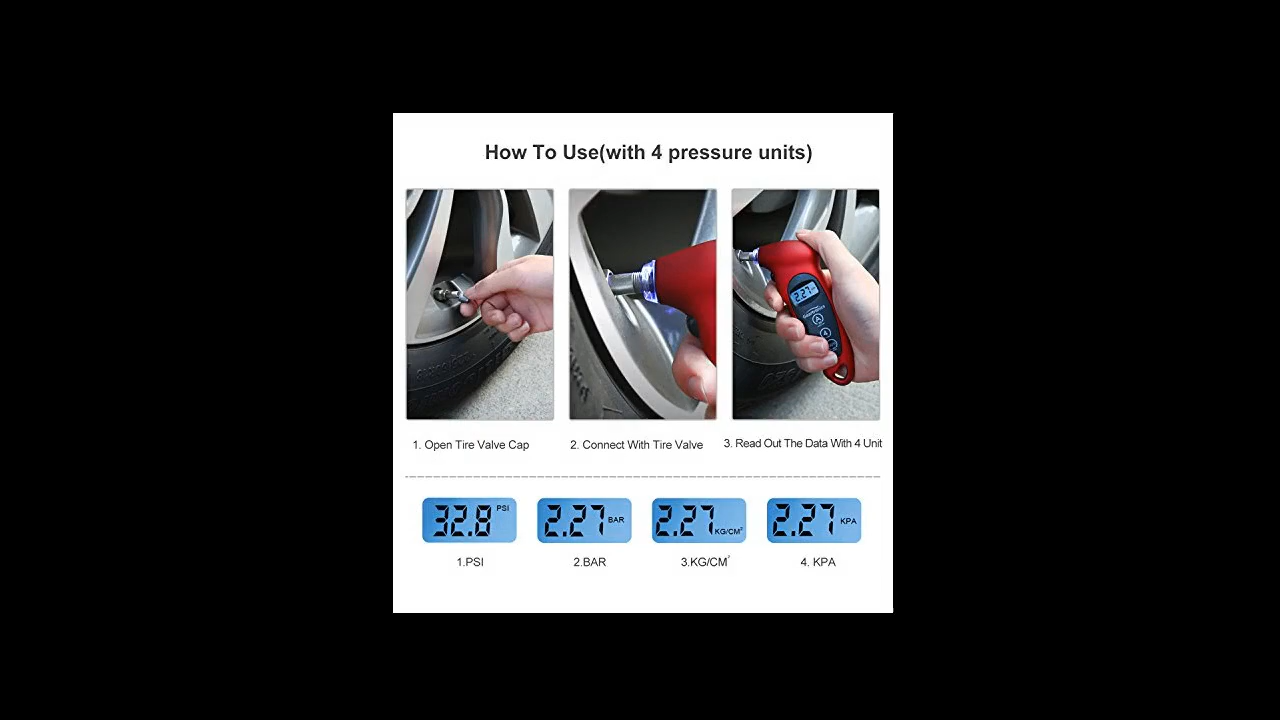 How To Use(with 4 pressure units)
2.27
1. Open Tire Valve Cap
2. Connect With Tire Valve
3. Read Out The Data With 4 Unit
32.8 PSI
2.27 BAR
2.27 KG/CM²
2.27 KPA
1.PSI
2.BAR
3.KG/CM²
4. KPA